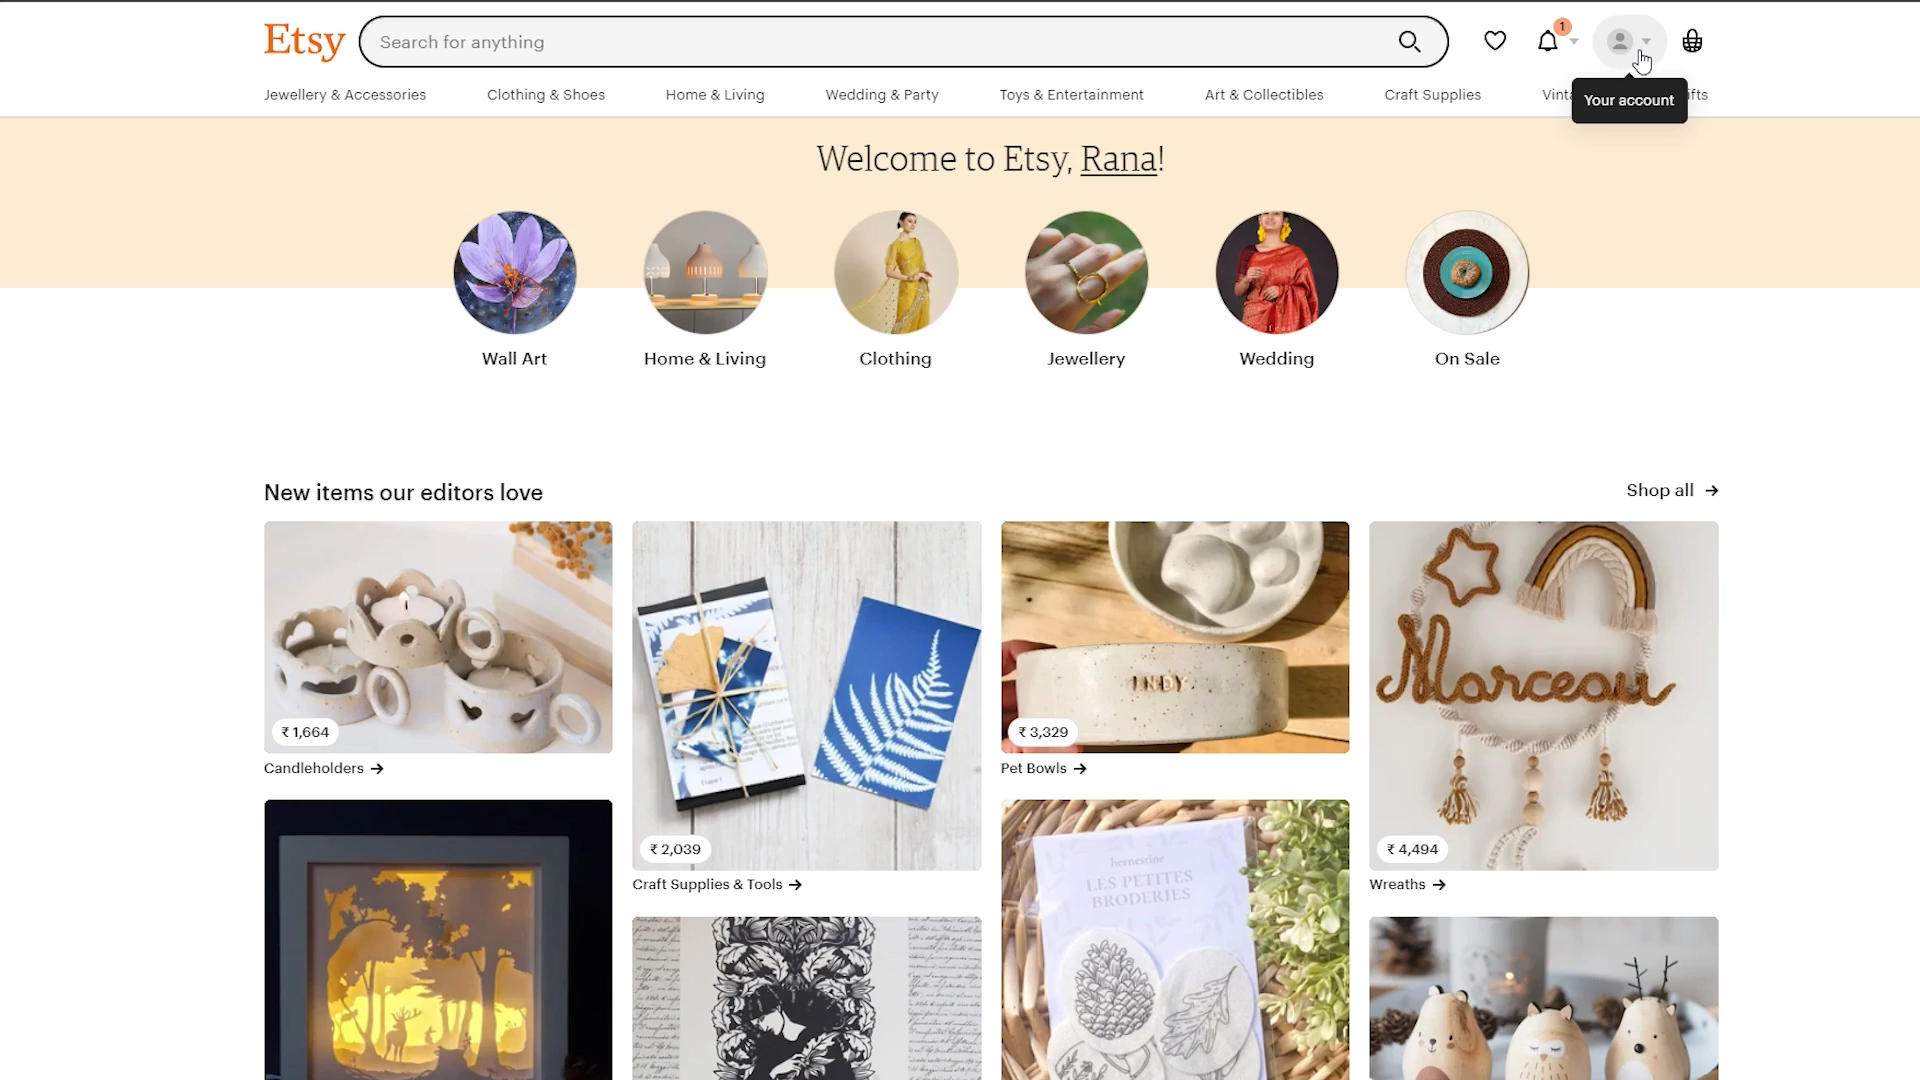 Etsy
Search for anything
1
Jewellery & Accessories
Clothing & Shoes
Home & Living
Wedding & Party
Toys & Entertainment
Art & Collectibles
Craft Supplies
Your account
Welcome to Etsy, Rana!
Wall Art
Home & Living
Clothing
Jewellery
Wedding
On Sale
New items our editors love
Shop all →
INDY
Marceau
₹ 1,664
₹ 3,329
Candleholders →
Pet Bowls →
₹ 2,039
₹ 4,494
Craft Supplies & Tools →
Wreaths →
hernestine
LES PETITES
BRODERIES